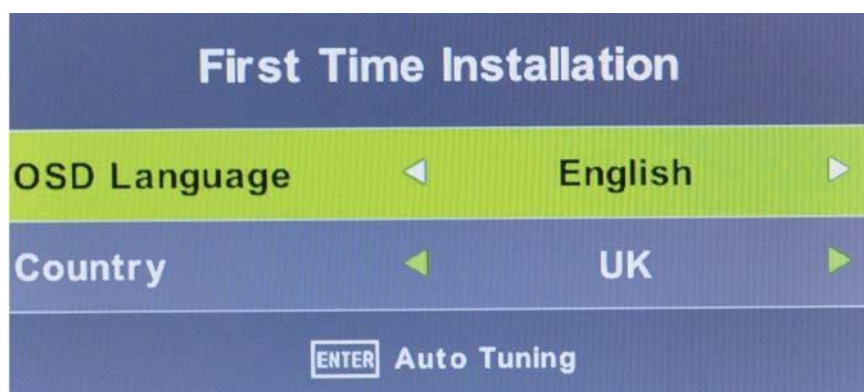 First Time Installation
OSD Language English
Country UK
ENTER Auto Tuning